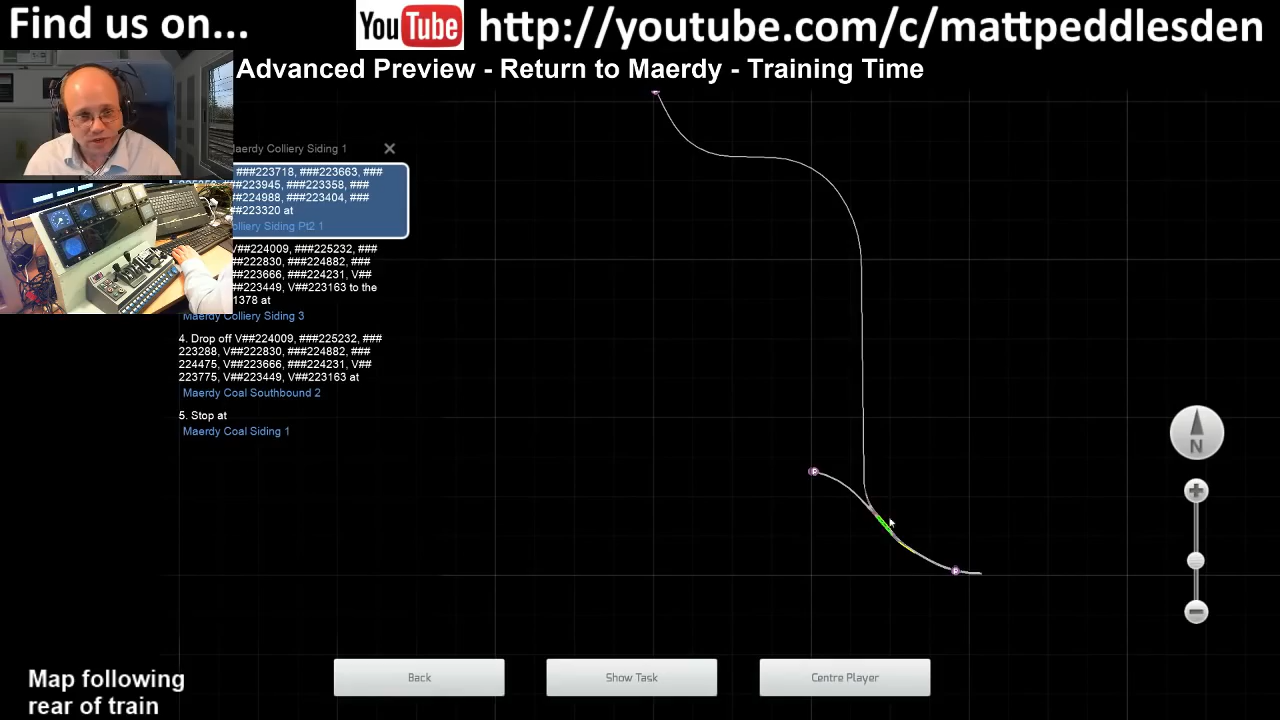 Find us on...
YouTube
http://youtube.com/c/mattpeddlesden
Advanced Preview - Return to Maerdy - Training Time
Maerdy Colliery Siding 1
###223718, ###223663, ###
###223945, ###223358, ###
###224988, ###223404, ###
##223320 at
olliery Siding Pt2 1
V##224009, ###225232, ###
###222830, ###224882, ###
##223666, ###224231, V##
##223449, V##223163 to the
1378 at
Maerdy Colliery Siding 3
4. Drop off V##224009, ###225232, ###
223288, V##222830, ###224882, ###
224475, V##223666, ###224231, V##
223775, V##223449, V##223163 at
Maerdy Coal Southbound 2
5. Stop at
Maerdy Coal Siding 1
N
Back
Show Task
Centre Player
Map following
rear of train